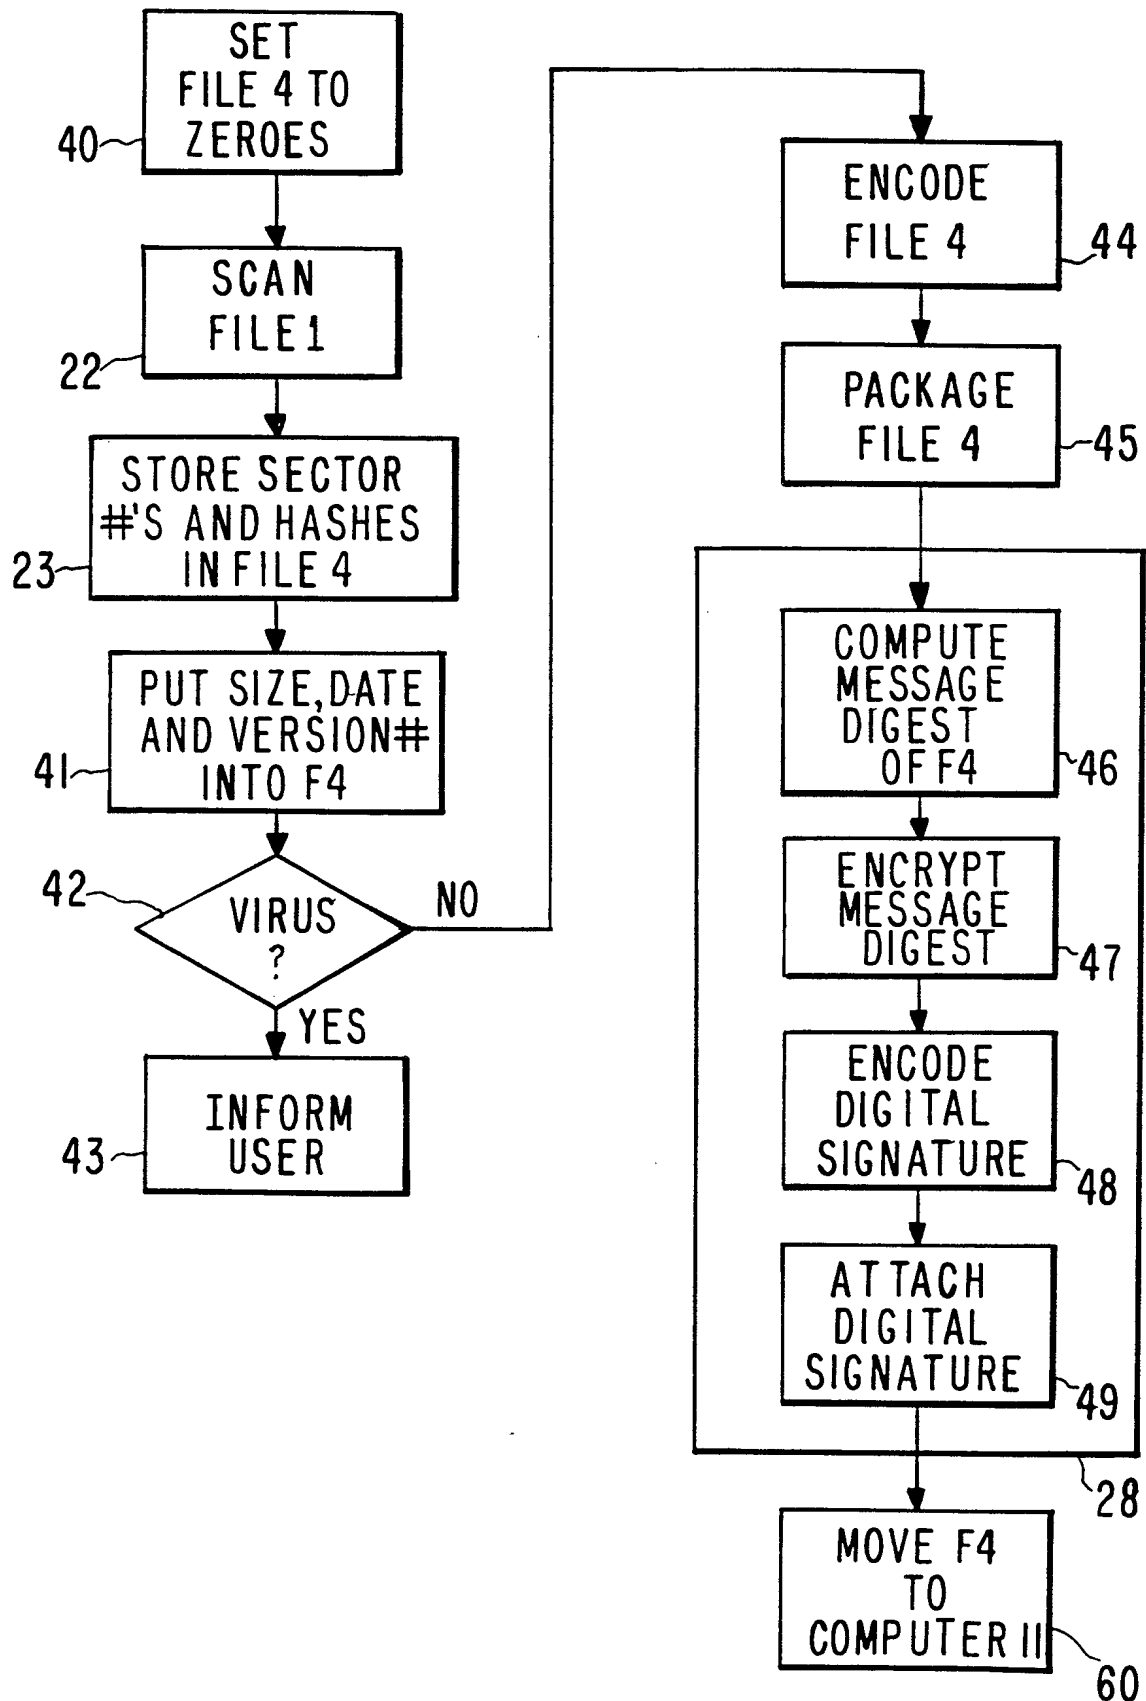 SET
FILE 4 TO
ZEROES
40
SCAN
FILE 1
22
STORE SECTOR
#'S AND HASHES
IN FILE 4
23
PUT SIZE, DATE
AND VERSION#
INTO F4
41
42
VIRUS
?
NO
YES
INFORM
USER
43
ENCODE
FILE 4
44
PACKAGE
FILE 4
45
COMPUTE
MESSAGE
DIGEST
OF F4
46
ENCRYPT
MESSAGE
DIGEST
47
ENCODE
DIGITAL
SIGNATURE
48
ATTACH
DIGITAL
SIGNATURE
49
28
MOVE F4
TO
COMPUTER 11
60